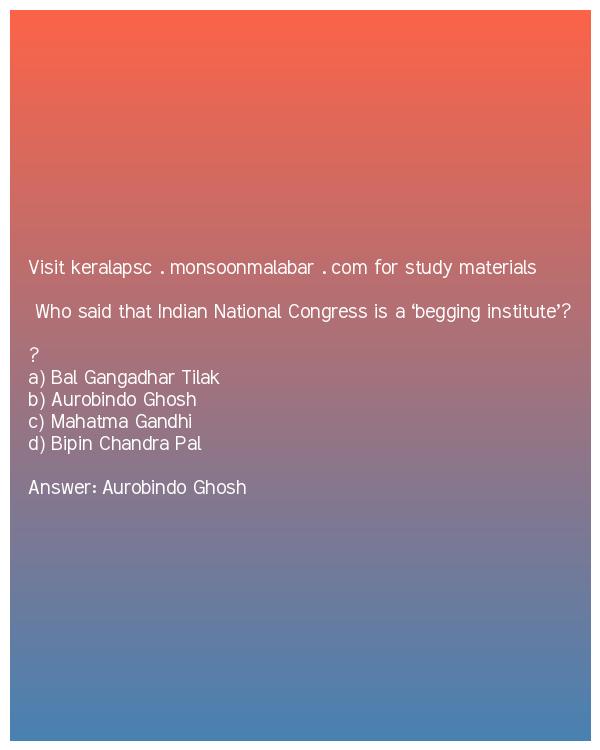 Visit keralapsc . monsoonmalabar . com for study materials
Who said that Indian National Congress is a ‘begging institute’?
?
a) Bal Gangadhar Tilak
b) Aurobindo Ghosh
c) Mahatma Gandhi
d) Bipin Chandra Pal
Answer: Aurobindo Ghosh